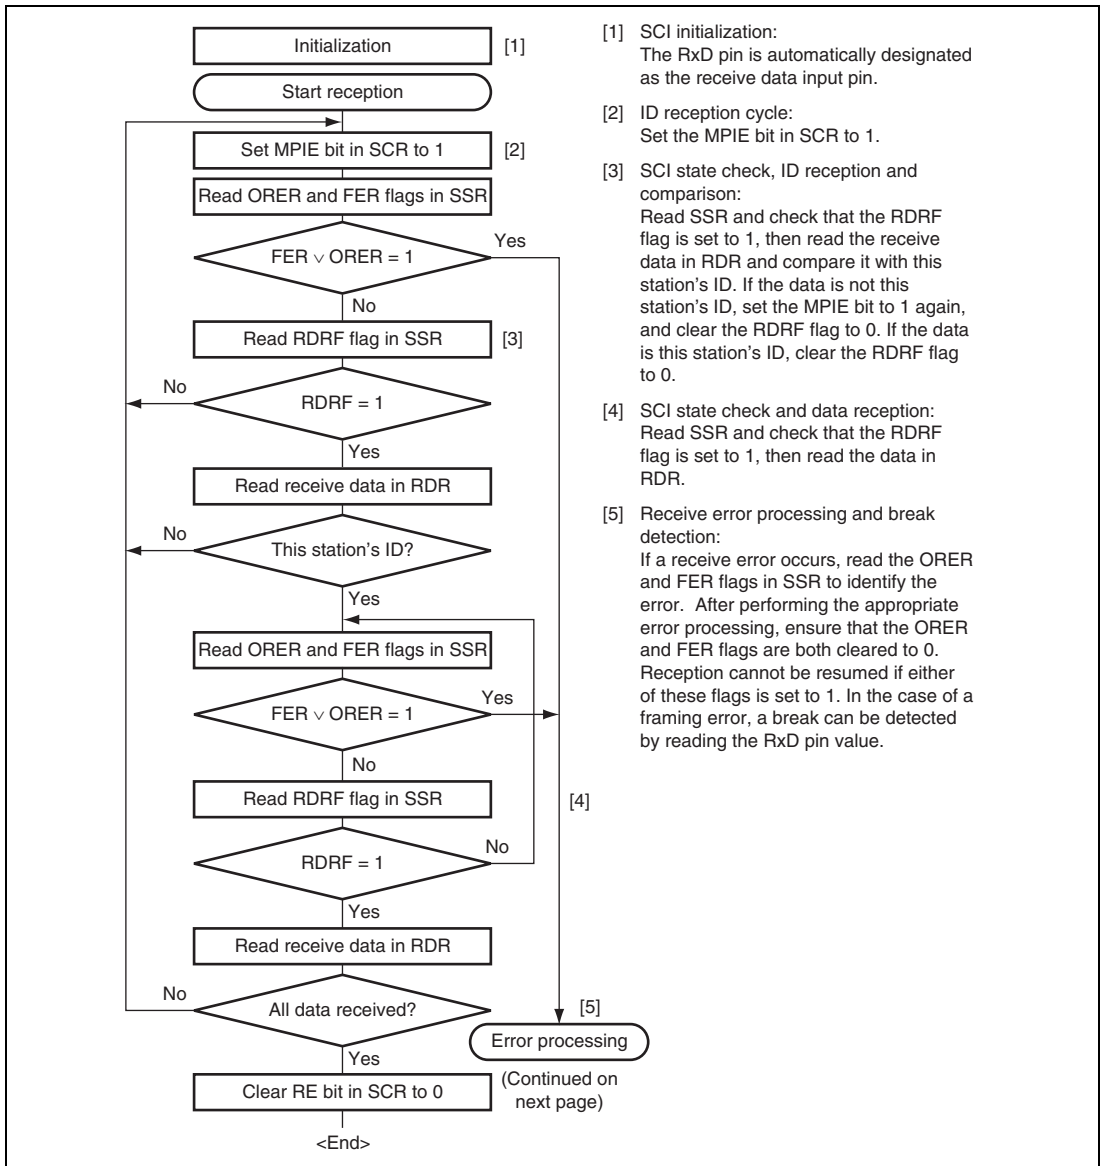 Initialization
[1]
Start reception
Set MPIE bit in SCR to 1
[2]
Read ORER and FER flags in SSR
FER ∨ ORER = 1
Yes
No
Read RDRF flag in SSR
[3]
No
RDRF = 1
Yes
Read receive data in RDR
No
This station's ID?
Yes
Read ORER and FER flags in SSR
Yes
FER ∨ ORER = 1
No
Read RDRF flag in SSR
[4]
No
RDRF = 1
Yes
Read receive data in RDR
No
All data received?
[5]
Error processing
Yes
Clear RE bit in SCR to 0
(Continued on
next page)
<End>
[1] SCI initialization:
The RxD pin is automatically designated
as the receive data input pin.
[2] ID reception cycle:
Set the MPIE bit in SCR to 1.
[3] SCI state check, ID reception and
comparison:
Read SSR and check that the RDRF
flag is set to 1, then read the receive
data in RDR and compare it with this
station's ID. If the data is not this
station's ID, set the MPIE bit to 1 again,
and clear the RDRF flag to 0. If the data
is this station's ID, clear the RDRF flag
to 0.
[4] SCI state check and data reception:
Read SSR and check that the RDRF
flag is set to 1, then read the data in
RDR.
[5] Receive error processing and break
detection:
If a receive error occurs, read the ORER
and FER flags in SSR to identify the
error. After performing the appropriate
error processing, ensure that the ORER
and FER flags are both cleared to 0.
Reception cannot be resumed if either
of these flags is set to 1. In the case of a
framing error, a break can be detected
by reading the RxD pin value.